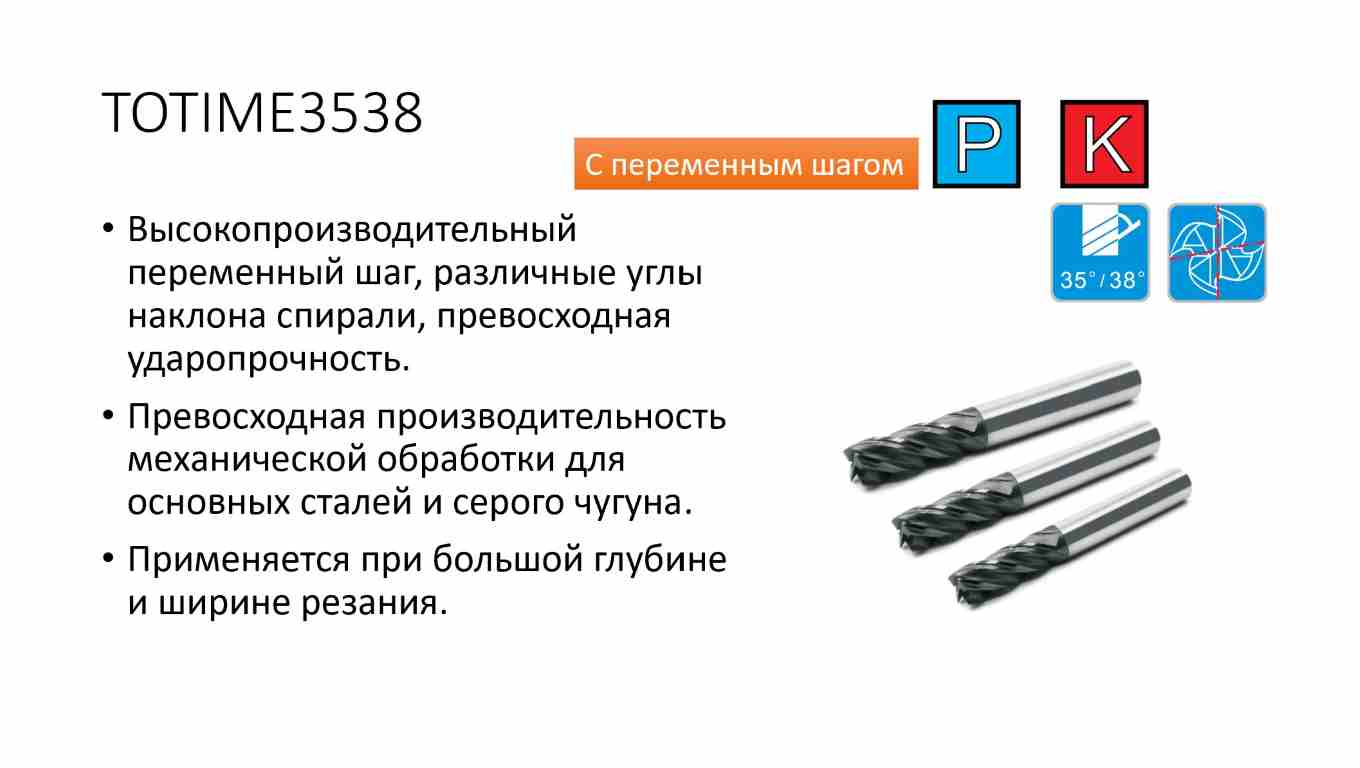 TOTIME3538
С переменным шагом
P
K
35°/38°
• Высокопроизводительный
переменный шаг, различные углы
наклона спирали, превосходная
ударопрочность.
• Превосходная производительность
механической обработки для
основных сталей и серого чугуна.
• Применяется при большой глубине
и ширине резания.